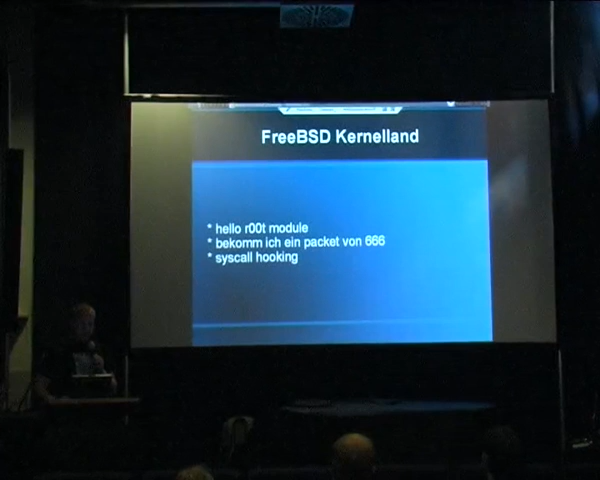 FreeBSD Kernelland
* hello r00t module
* bekomm ich ein packet von 666
* syscall hooking